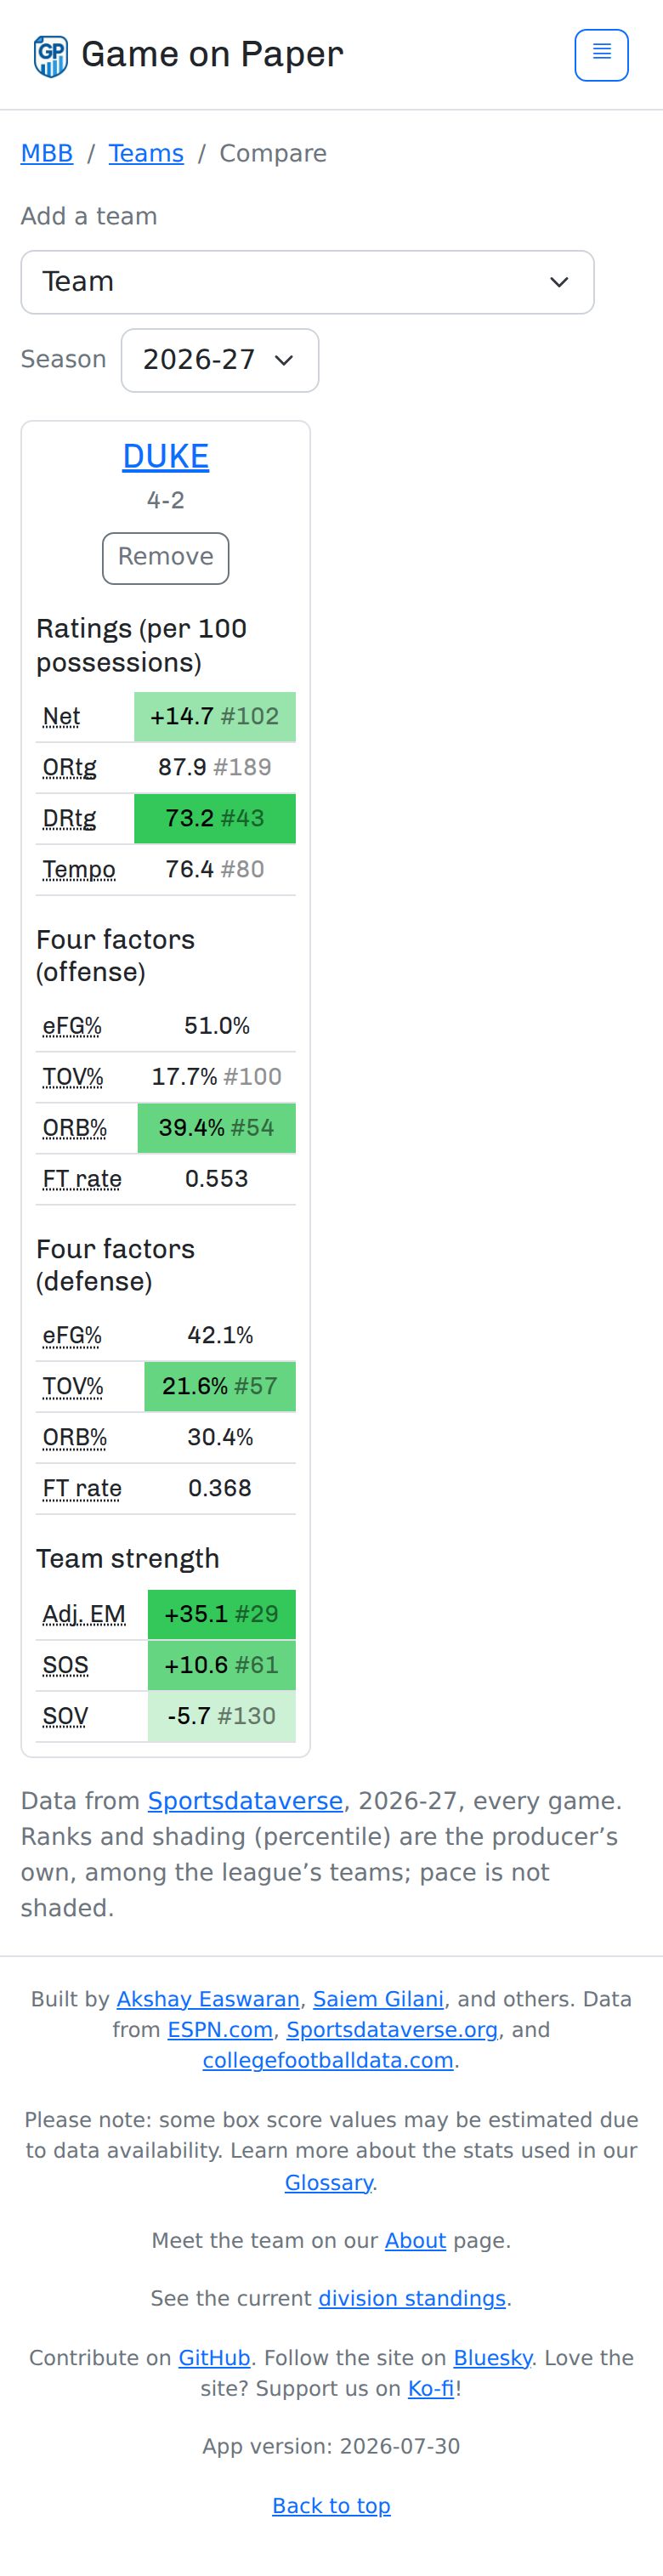 GP Game on Paper
MBB / Teams / Compare
Add a team
Team
Season 2026-27
DUKE
4-2
Remove
Ratings (per 100
possessions)
Net +14.7 #102
ORtg 87.9 #189
DRtg 73.2 #43
Tempo 76.4 #80
Four factors
(offense)
eFG% 51.0%
TOV% 17.7% #100
ORB% 39.4% #54
FT rate 0.553
Four factors
(defense)
eFG% 42.1%
TOV% 21.6% #57
ORB% 30.4%
FT rate 0.368
Team strength
Adj. EM +35.1 #29
SOS +10.6 #61
SOV -5.7 #130
Data from Sportsdataverse, 2026-27, every game.
Ranks and shading (percentile) are the producer’s
own, among the league’s teams; pace is not
shaded.
Built by Akshay Easwaran, Saiem Gilani, and others. Data
from ESPN.com, Sportsdataverse.org, and
collegefootballdata.com.
Please note: some box score values may be estimated due
to data availability. Learn more about the stats used in our
Glossary.
Meet the team on our About page.
See the current division standings.
Contribute on GitHub. Follow the site on Bluesky. Love the
site? Support us on Ko-fi!
App version: 2026-07-30
Back to top